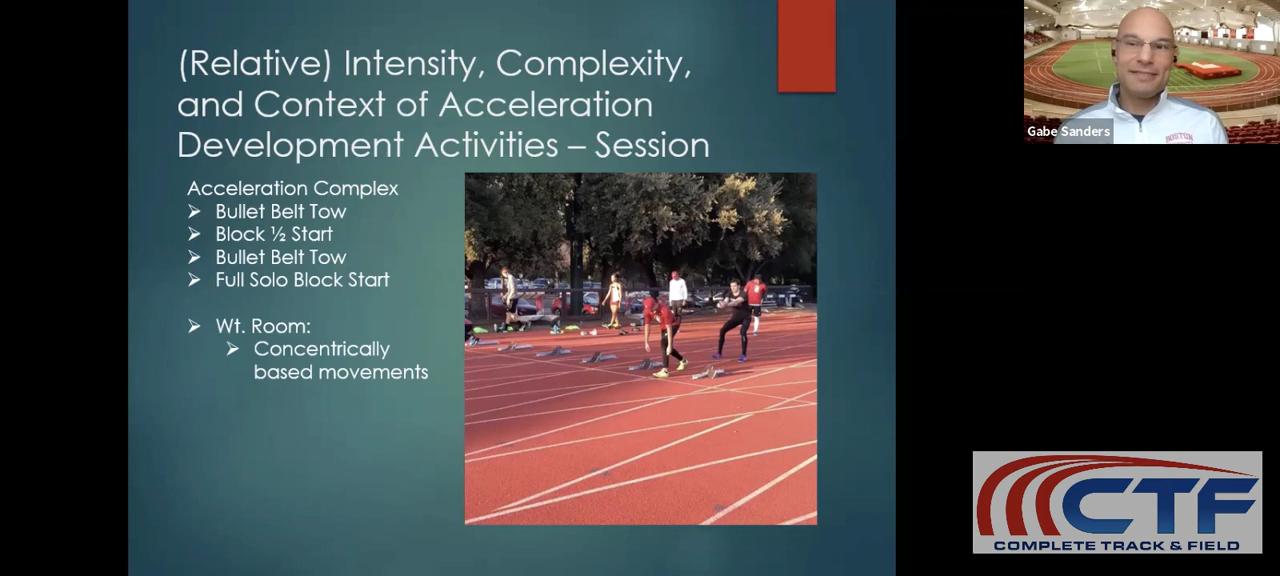 (Relative) Intensity, Complexity,
and Context of Acceleration
Development Activities – Session
Acceleration Complex
Bullet Belt Tow
Block ½ Start
Bullet Belt Tow
Full Solo Block Start
Wt. Room:
Concentrically
based movements
Gabe Sanders
BOSTON
CTF
COMPLETE TRACK & FIELD